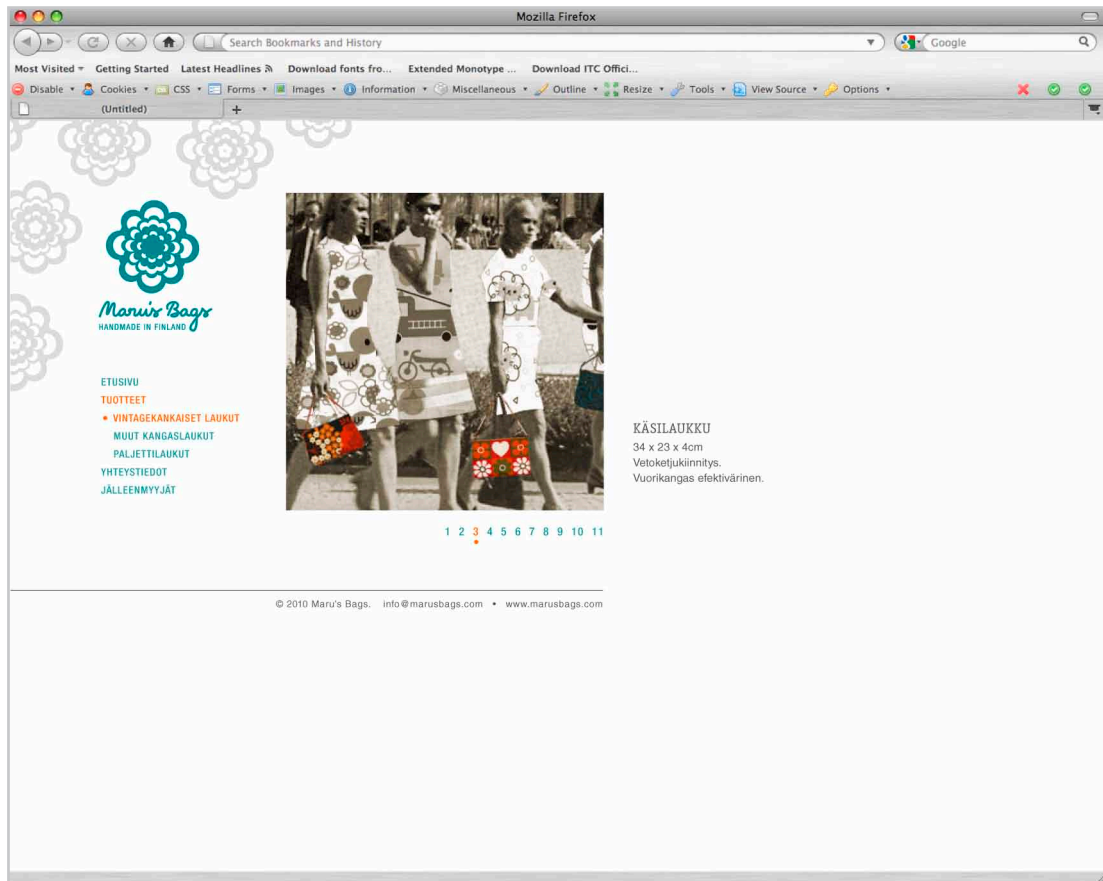 Mozilla Firefox
Search Bookmarks and History
Google
Most Visited Getting Started Latest Headlines Download fonts fro... Extended Monotype ... Download ITC Offici...
Disable Cookies CSS Forms Images Information Miscellaneous Outline Resize Tools View Source Options
(Untitled) +
Maru's Bags
HANDMADE IN FINLAND
ETUSIVU
TUOTTEET
• VINTAGEKANKAISET LAUKUT
MUUT KANGASLAUKUT
PALJETTILAUKUT
YHTEYSTIEDOT
JÄLLEENMYYJÄT
KÄSILAUKKU
34 x 23 x 4cm
Vetoketjukiinnitys.
Vuorikangas efektivärinen.
1 2 3 4 5 6 7 8 9 10 11
© 2010 Maru's Bags. info@marusbags.com • www.marusbags.com